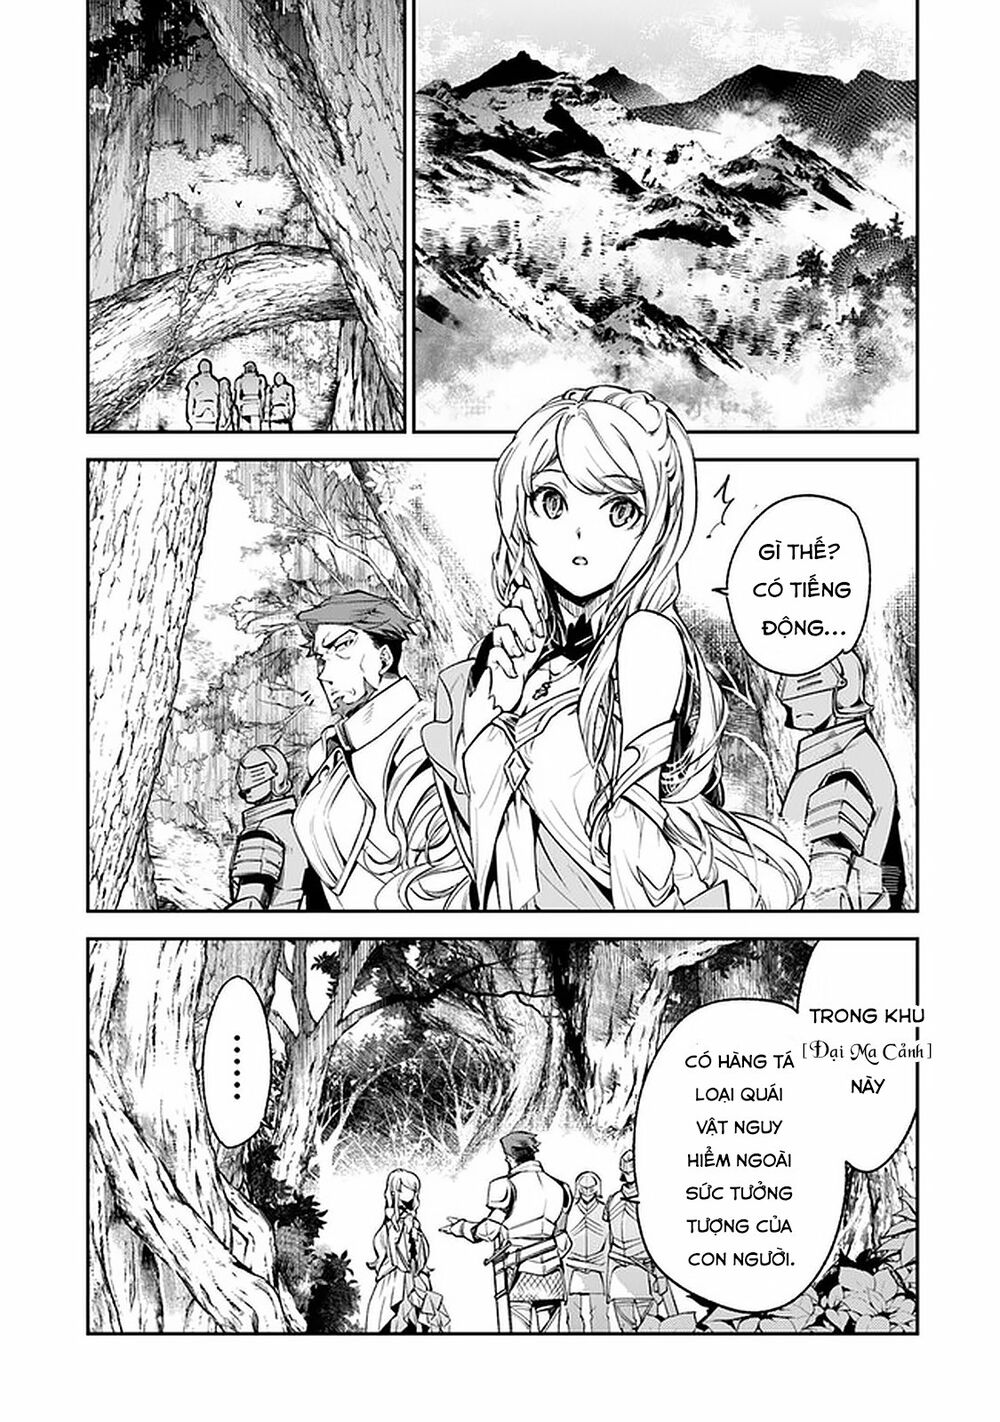 GÌ THẾ?
CÓ TIẾNG
ĐỘNG...
TRONG KHU
[Đại Ma Cảnh]
NÀY
CÓ HÀNG TÁ
LOẠI QUÁI
VẬT NGUY
HIỂM NGOÀI
SỨC TƯỞNG
TƯỢNG CỦA
CON NGƯỜI.
......